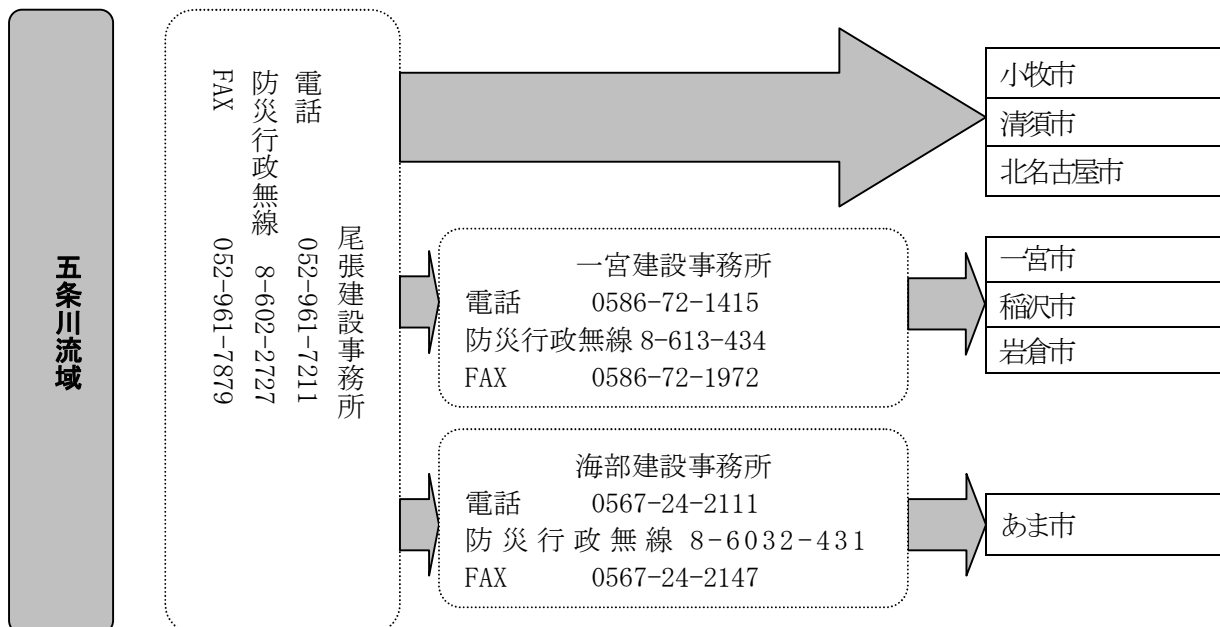 五条川流域
尾張建設事務所
電話 052-961-7211
防災行政無線 8-602-2727
FAX 052-961-7879
小牧市
清須市
北名古屋市
一宮建設事務所
電話 0586-72-1415
防災行政無線 8-613-434
FAX 0586-72-1972
一宮市
稲沢市
岩倉市
海部建設事務所
電話 0567-24-2111
防災行政無線 8-6032-431
FAX 0567-24-2147
あま市